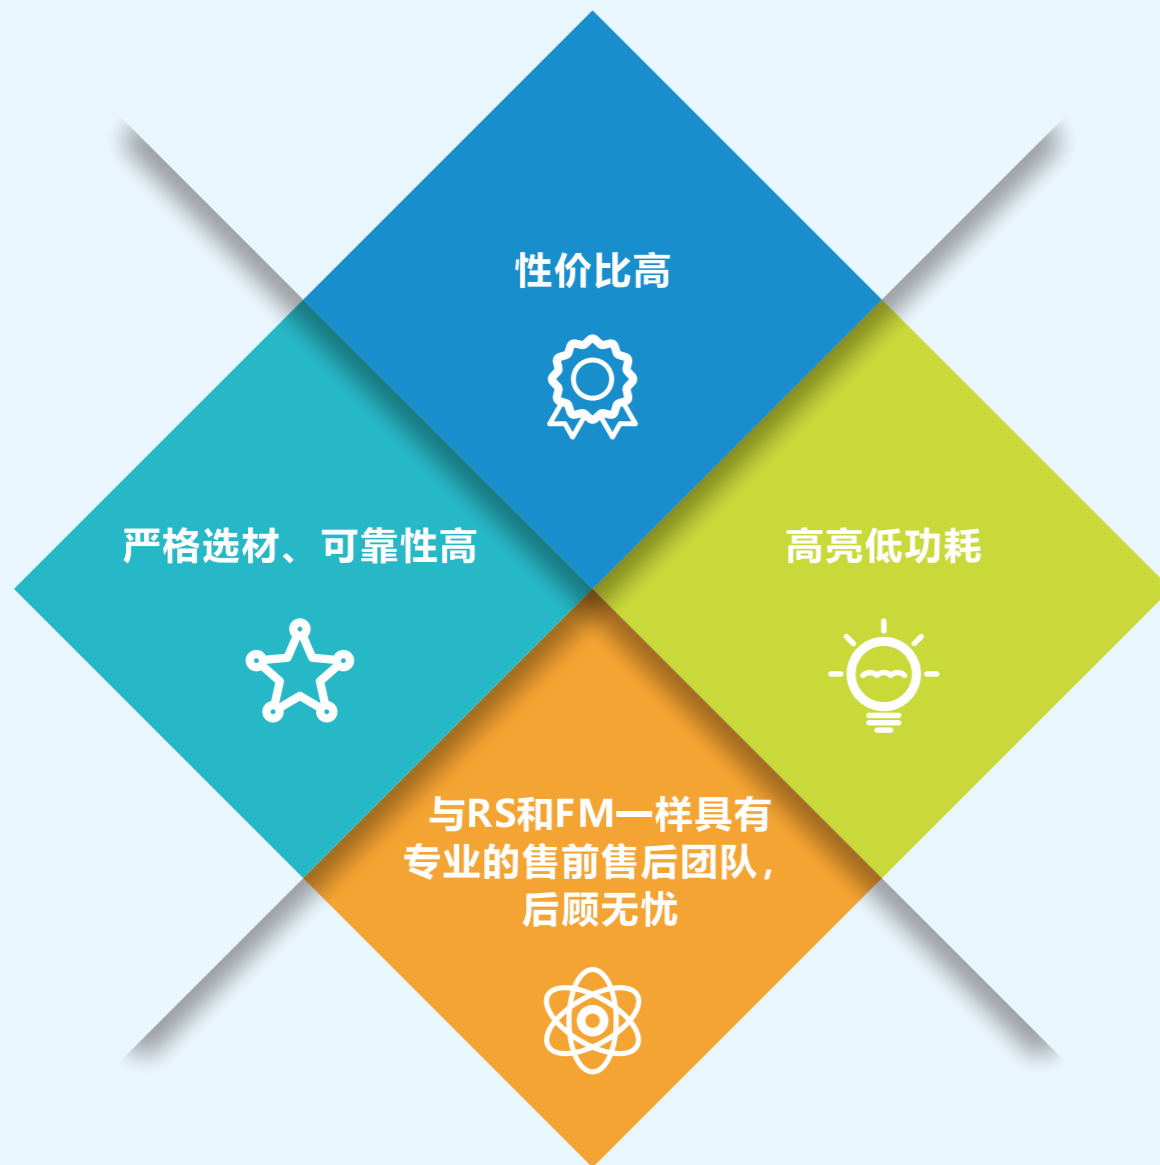 性价比高
严格选材、可靠性高
高亮低功耗
与RS和FM一样具有
专业的售前售后团队，
后顾无忧